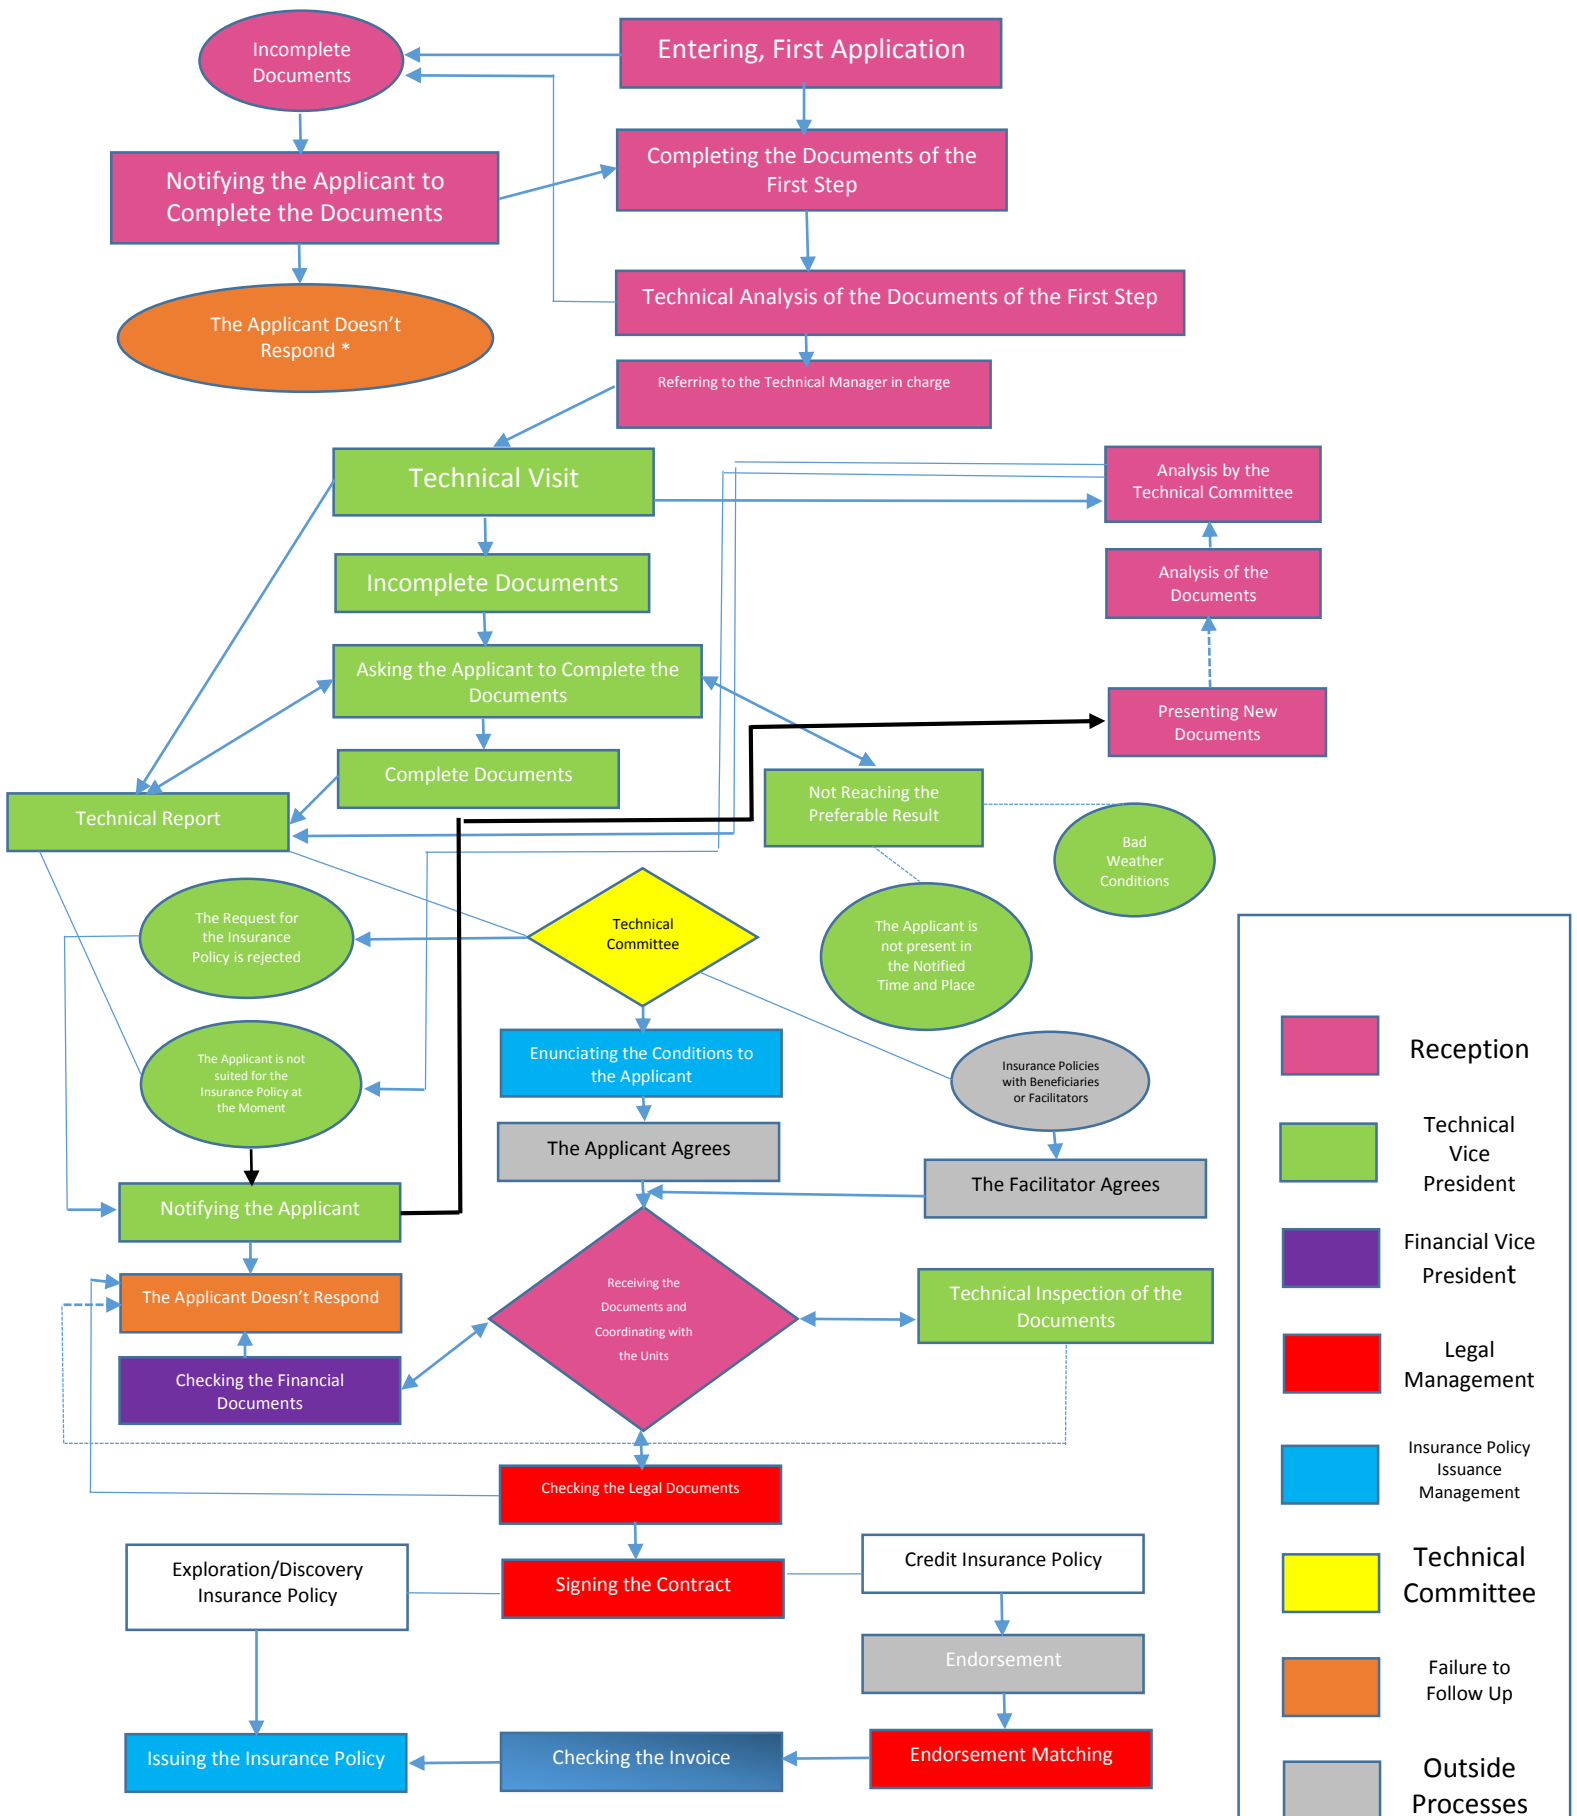 Entering, First Application
Incomplete
Documents
Completing the Documents of the
First Step
Notifying the Applicant to
Complete the Documents
Technical Analysis of the Documents of the First Step
The Applicant Doesn't
Respond *
Referring to the Technical Manager in charge
Technical Visit
Analysis by the
Technical Committee
Incomplete Documents
Analysis of the
Documents
Asking the Applicant to Complete the
Documents
Presenting New
Documents
Complete Documents
Not Reaching the
Preferable Result
Technical Report
Bad
Weather
Conditions
The Request for
the Insurance
Policy is rejected
Technical
Committee
The Applicant is
not present in
the Notified
Time and Place
Enunciating the Conditions to
the Applicant
The Applicant is not
suited for the
Insurance Policy at
the Moment
Insurance Policies
with Beneficiaries
or Facilitators
The Applicant Agrees
The Facilitator Agrees
Notifying the Applicant
The Applicant Doesn't Respond
Receiving the
Documents and
Coordinating with
the Units
Technical Inspection of the
Documents
Checking the Financial
Documents
Checking the Legal Documents
Exploration/Discovery
Insurance Policy
Signing the Contract
Credit Insurance Policy
Endorsement
Issuing the Insurance Policy
Checking the Invoice
Endorsement Matching
Reception
Technical
Vice
President
Financial Vice
President
Legal
Management
Insurance Policy
Issuance
Management
Technical
Committee
Failure to
Follow Up
Outside
Processes